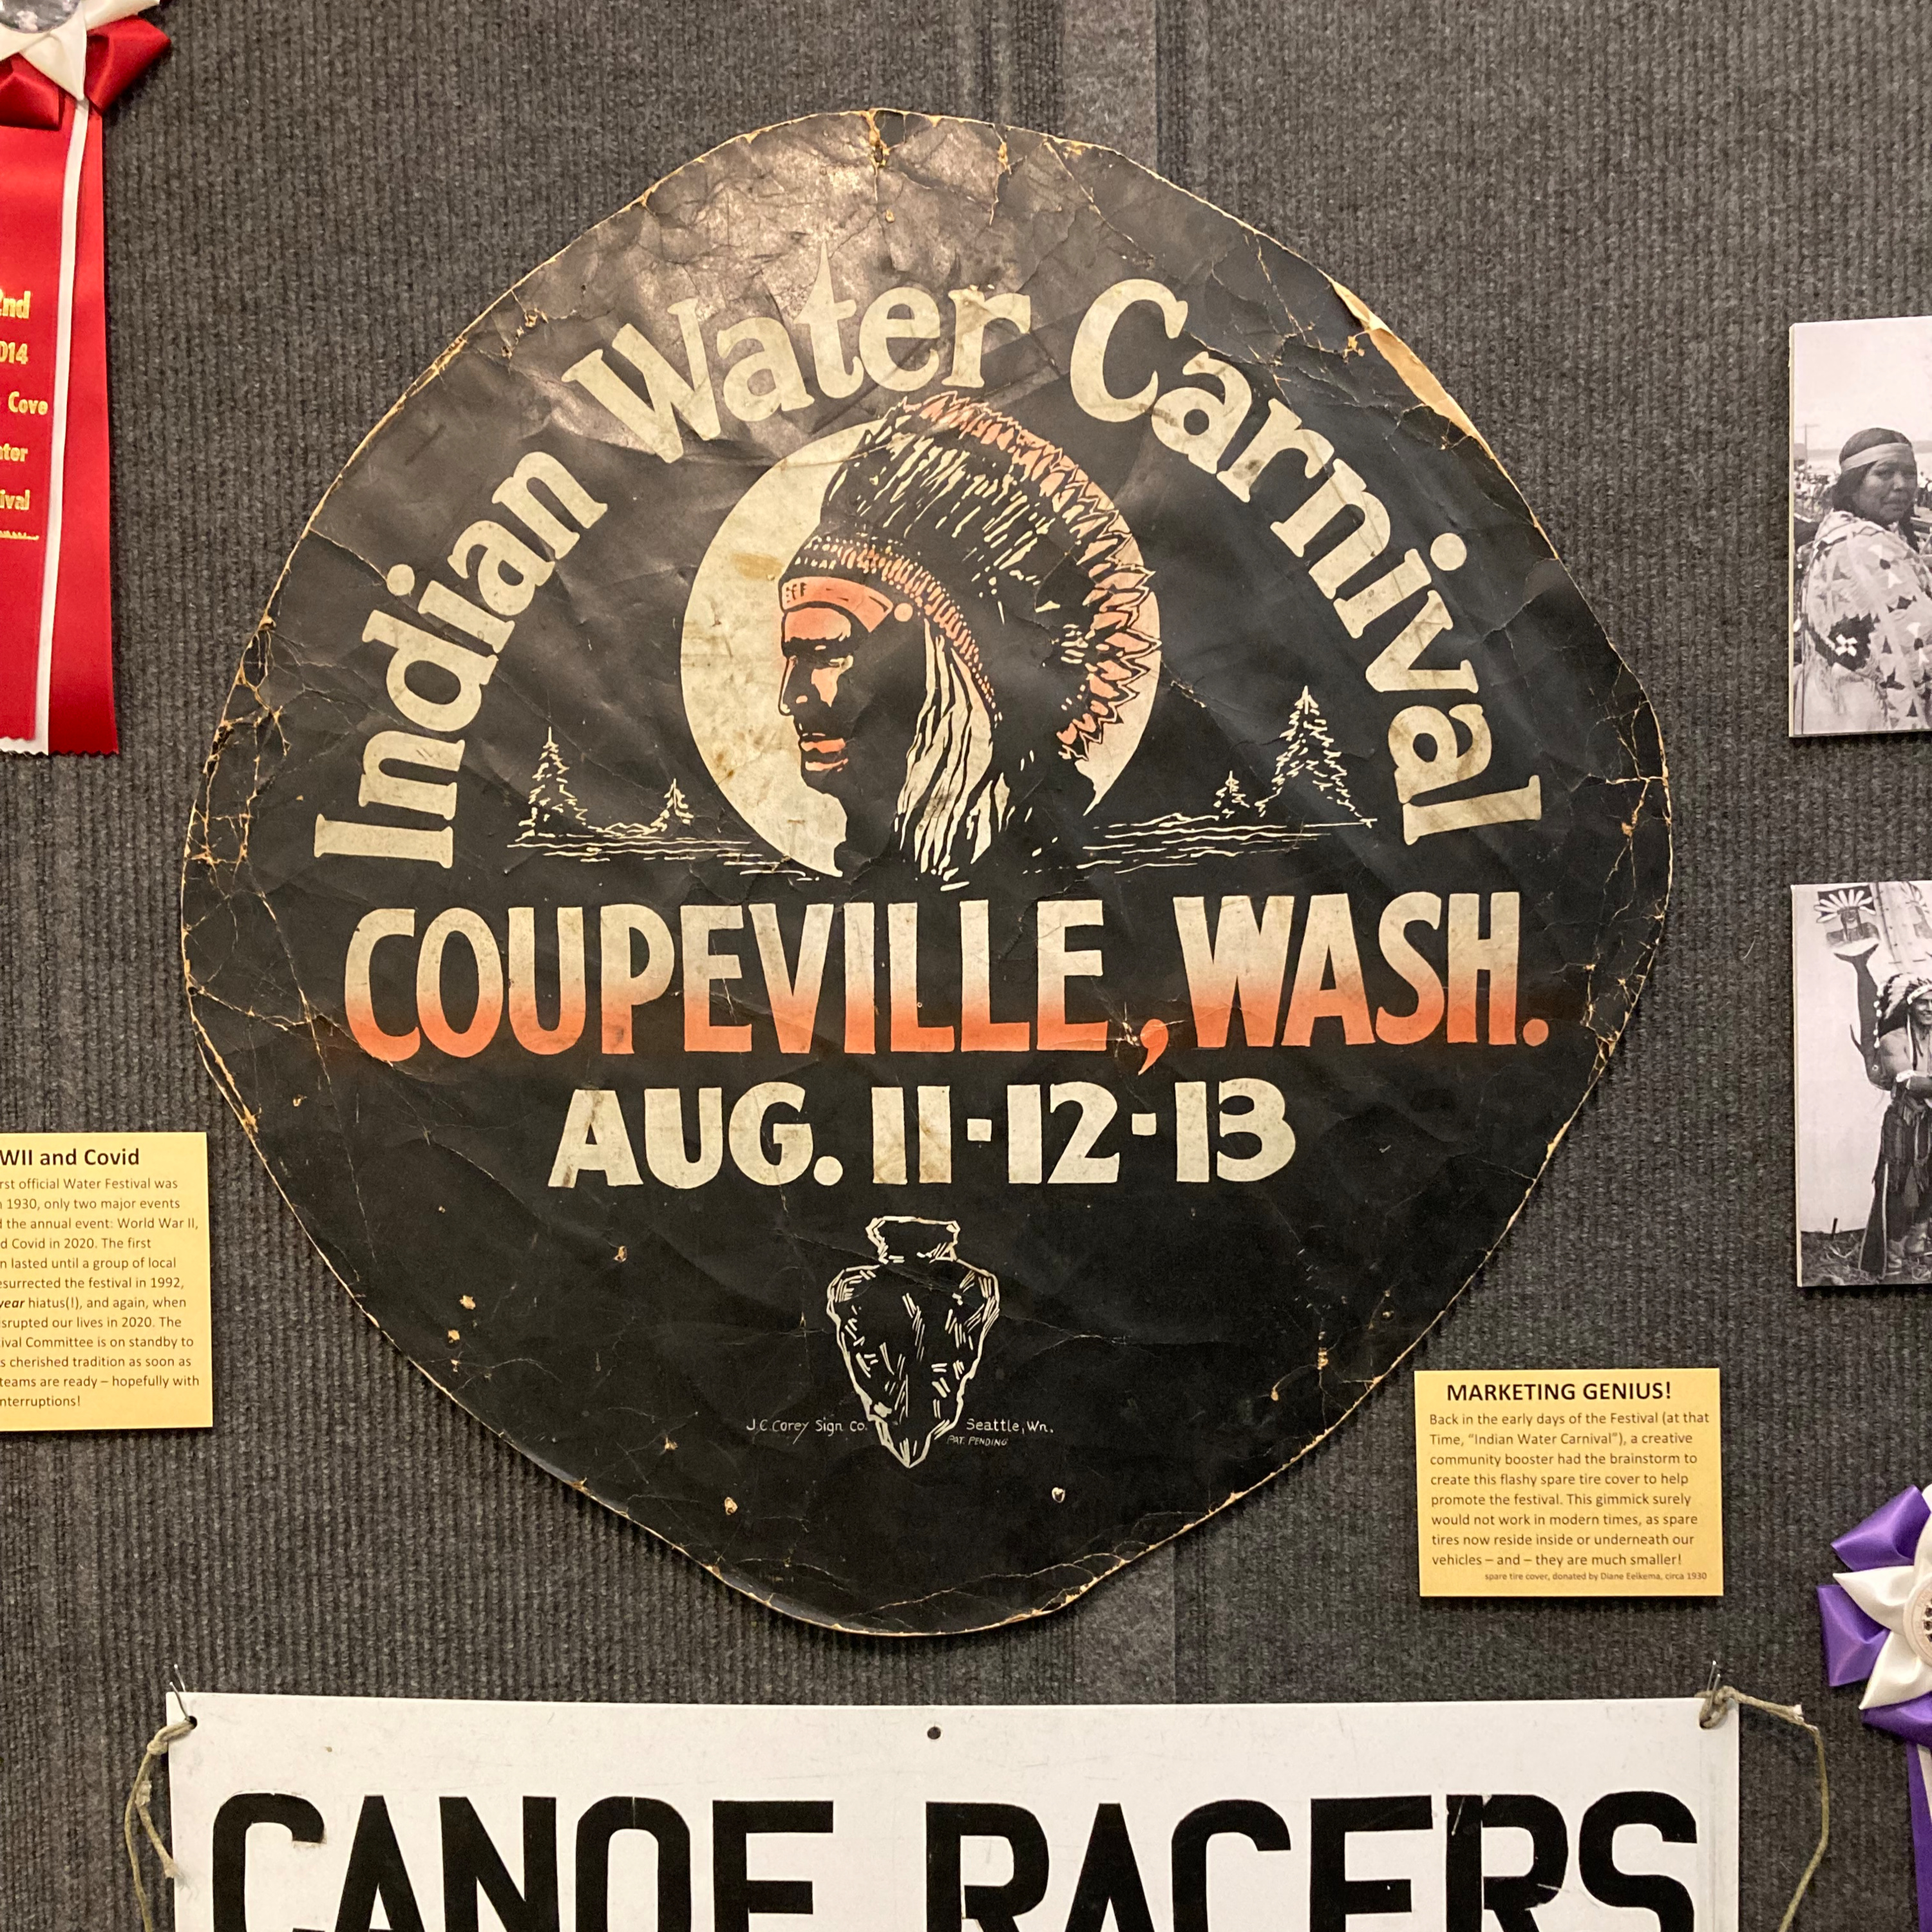 Indian Water Carnival
COUPEVILLE, WASH.
AUG. 11-12-13
J.C. Corey Sign Co. Seattle, Wn.
PAT. PENDING
2nd
014
Cove
ter
ival
WII and Covid
rst official Water Festival was
1930, only two major events
the annual event: World War II,
d Covid in 2020. The first
n lasted until a group of local
esurrected the festival in 1992,
year hiatus(!), and again, when
srupted our lives in 2020. The
ival Committee is on standby to
s cherished tradition as soon as
teams are ready – hopefully with
nterruptions!
MARKETING GENIUS!
Back in the early days of the Festival (at that
Time, "Indian Water Carnival"), a creative
community booster had the brainstorm to
create this flashy spare tire cover to help
promote the festival. This gimmick surely
would not work in modern times, as spare
tires now reside inside or underneath our
vehicles – and – they are much smaller!
spare tire cover, donated by Diane Eelkema, circa 1930
CANOE RACERS